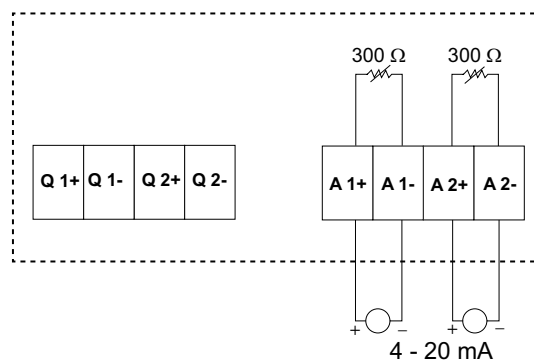 300 Ω 300 Ω
Q 1+ Q 1- Q 2+ Q 2- A 1+ A 1- A 2+ A 2-
+ − + −
4 - 20 mA